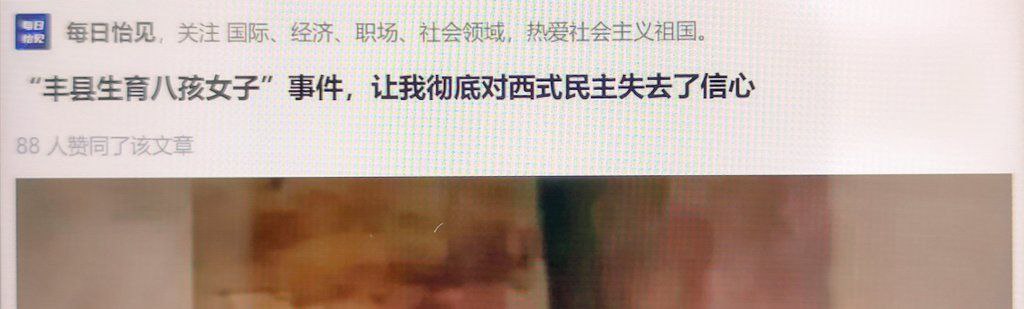 每日怡见
每日怡见，关注 国际、经济、职场、社会领域，热爱社会主义祖国。
“丰县生育八孩女子”事件，让我彻底对西式民主失去了信心
88 人赞同了该文章